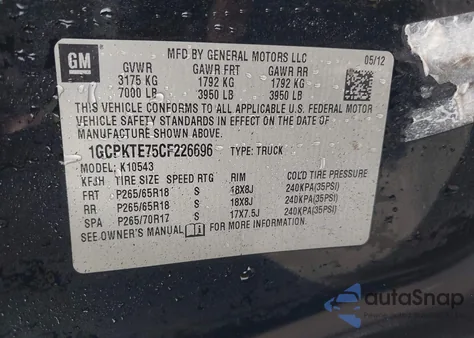 GM
MFD BY GENERAL MOTORS LLC
05/12
GVWR GAWR FRT GAWR RR
3175 KG 1792 KG 1792 KG
7000 LB 3950 LB 3950 LB
THIS VEHICLE CONFORMS TO ALL APPLICABLE U.S. FEDERAL MOTOR
VEHICLE SAFETY STANDARDS IN EFFECT ON THE DATE OF
MANUFACTURE SHOWN ABOVE.
1GCPKTE75CF226696 TYPE: TRUCK
MODEL: K10543
TIRE SIZE SPEED RTG RIM COLD TIRE PRESSURE
FRT P265/65R18 S 18X8J 240KPA(35PSI)
RR P265/65R18 S 18X8J 240KPA(35PSI)
SPA P265/70R17 S 17X7.5J 240KPA(35PSI)
SEE OWNER'S MANUAL FOR MORE INFORMATION.
autoSnap